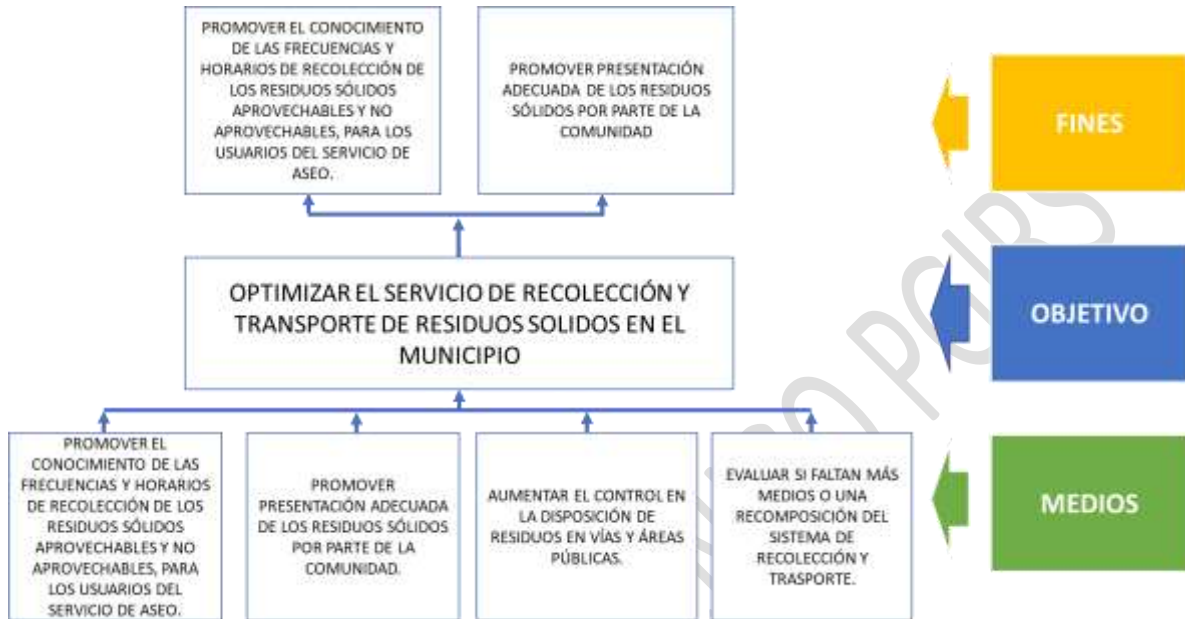 PROMOVER EL CONOCIMIENTO
DE LAS FRECUENCIAS Y
HORARIOS DE RECOLECCIÓN DE
LOS RESIDUOS SÓLIDOS
APROVECHABLES Y NO
APROVECHABLES, PARA LOS
USUARIOS DEL SERVICIO DE
ASEO.
PROMOVER PRESENTACIÓN
ADECUADA DE LOS RESIDUOS
SÓLIDOS POR PARTE DE LA
COMUNIDAD
FINES
OPTIMIZAR EL SERVICIO DE RECOLECCIÓN Y
TRANSPORTE DE RESIDUOS SOLIDOS EN EL
MUNICIPIO
OBJETIVO
PROMOVER EL
CONOCIMIENTO DE LAS
FRECUENCIAS Y HORARIOS
DE RECOLECCIÓN DE LOS
RESIDUOS SÓLIDOS
APROVECHABLES Y NO
APROVECHABLES, PARA
LOS USUARIOS DEL
SERVICIO DE ASEO.
PROMOVER
PRESENTACIÓN ADECUADA
DE LOS RESIDUOS SÓLIDOS
POR PARTE DE LA
COMUNIDAD.
AUMENTAR EL CONTROL EN
LA DISPOSICIÓN DE
RESIDUOS EN VÍAS Y ÁREAS
PÚBLICAS.
EVALUAR SI FALTAN MÁS
MEDIOS O UNA
RECOMPOSICIÓN DEL
SISTEMA DE
RECOLECCIÓN Y
TRASPORTE.
MEDIOS
PGIRS